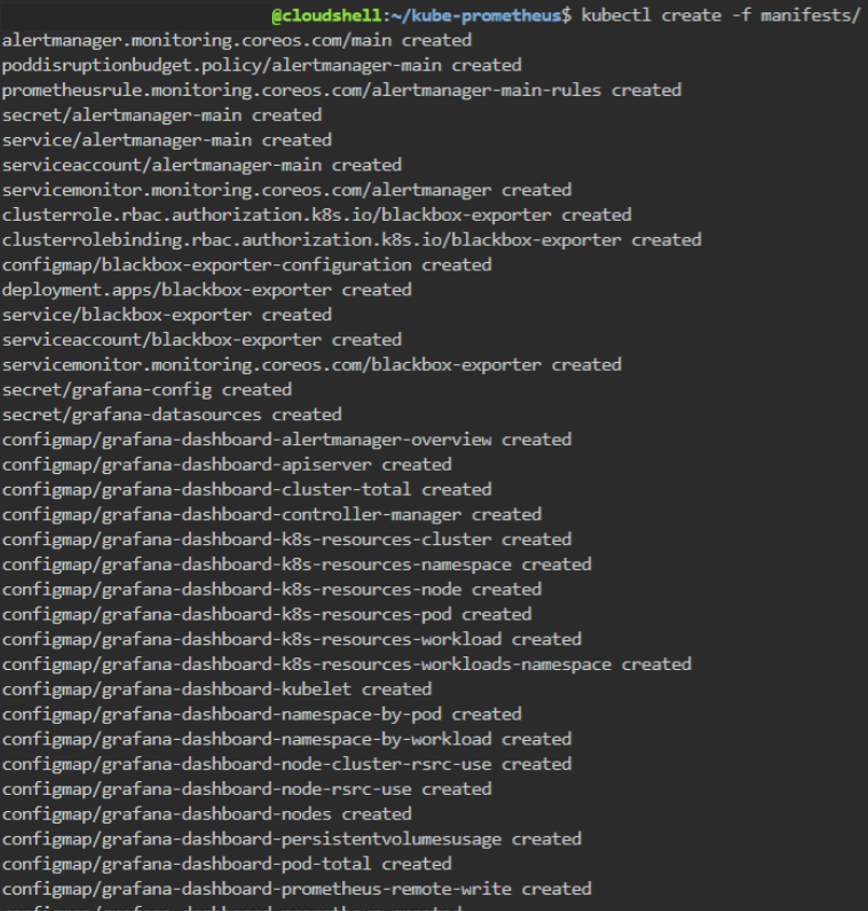 @cloudshell:~/kube-prometheus$ kubectl create -f manifests/
alertmanager.monitoring.coreos.com/main created
poddisruptionbudget.policy/alertmanager-main created
prometheusrule.monitoring.coreos.com/alertmanager-main-rules created
secret/alertmanager-main created
service/alertmanager-main created
serviceaccount/alertmanager-main created
servicemonitor.monitoring.coreos.com/alertmanager created
clusterrole.rbac.authorization.k8s.io/blackbox-exporter created
clusterrolebinding.rbac.authorization.k8s.io/blackbox-exporter created
configmap/blackbox-exporter-configuration created
deployment.apps/blackbox-exporter created
service/blackbox-exporter created
serviceaccount/blackbox-exporter created
servicemonitor.monitoring.coreos.com/blackbox-exporter created
secret/grafana-config created
secret/grafana-datasources created
configmap/grafana-dashboard-alertmanager-overview created
configmap/grafana-dashboard-apiserver created
configmap/grafana-dashboard-cluster-total created
configmap/grafana-dashboard-controller-manager created
configmap/grafana-dashboard-k8s-resources-cluster created
configmap/grafana-dashboard-k8s-resources-namespace created
configmap/grafana-dashboard-k8s-resources-node created
configmap/grafana-dashboard-k8s-resources-pod created
configmap/grafana-dashboard-k8s-resources-workload created
configmap/grafana-dashboard-k8s-resources-workloads-namespace created
configmap/grafana-dashboard-kubelet created
configmap/grafana-dashboard-namespace-by-pod created
configmap/grafana-dashboard-namespace-by-workload created
configmap/grafana-dashboard-node-cluster-rsrc-use created
configmap/grafana-dashboard-node-rsrc-use created
configmap/grafana-dashboard-nodes created
configmap/grafana-dashboard-persistentvolumesusage created
configmap/grafana-dashboard-pod-total created
configmap/grafana-dashboard-prometheus-remote-write created